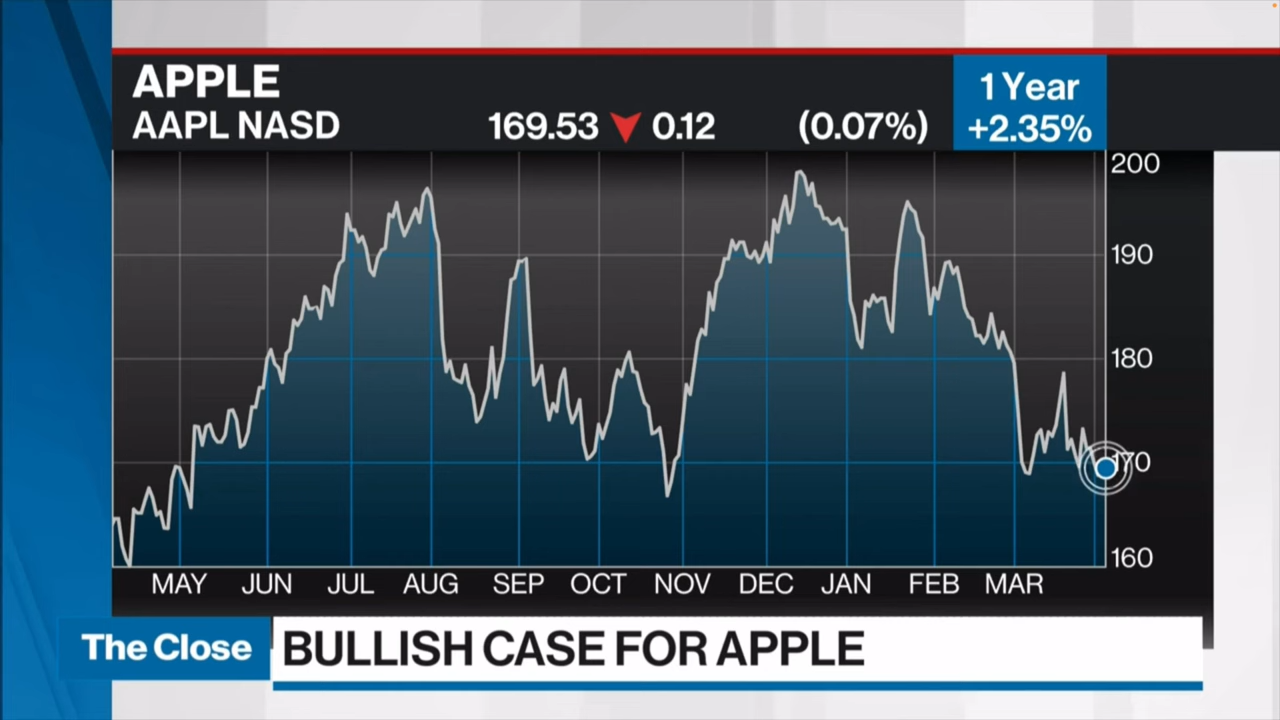 APPLE
AAPL NASD 169.53 0.12 (0.07%)
1 Year
+2.35%
200
190
180
170
160
MAY JUN JUL AUG SEP OCT NOV DEC JAN FEB MAR
The Close
BULLISH CASE FOR APPLE